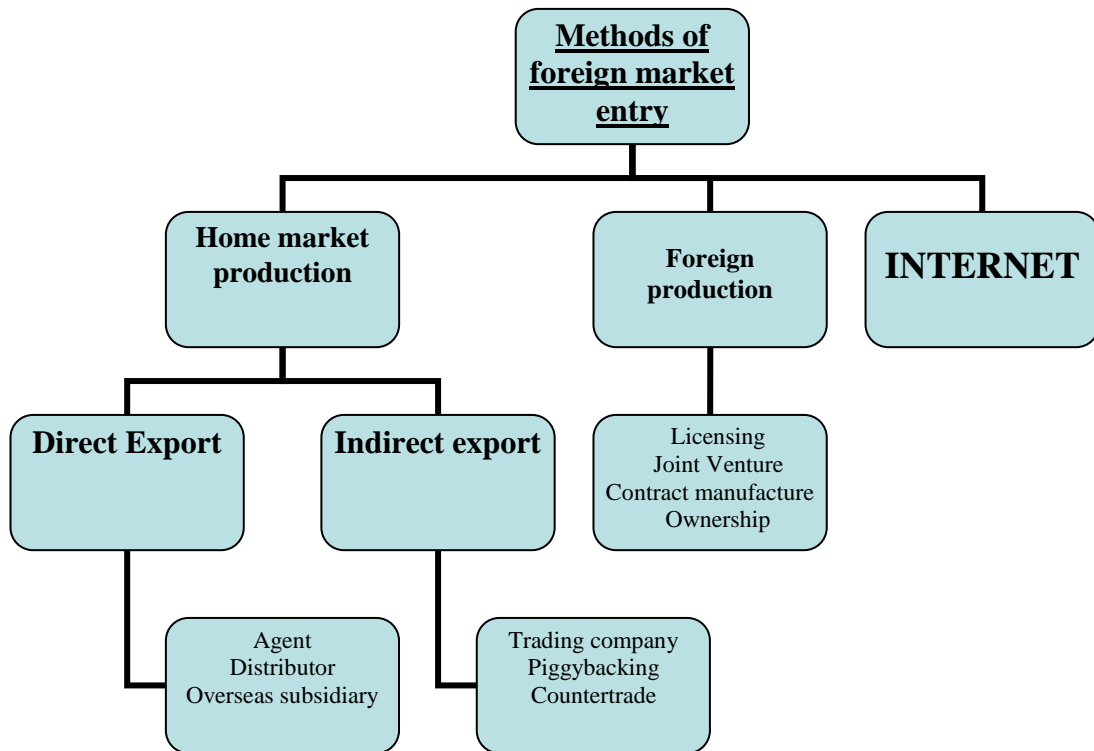 Methods of
foreign market
entry
Home market
production
Foreign
production
INTERNET
Direct Export
Indirect export
Licensing
Joint Venture
Contract manufacture
Ownership
Agent
Distributor
Overseas subsidiary
Trading company
Piggybacking
Countertrade